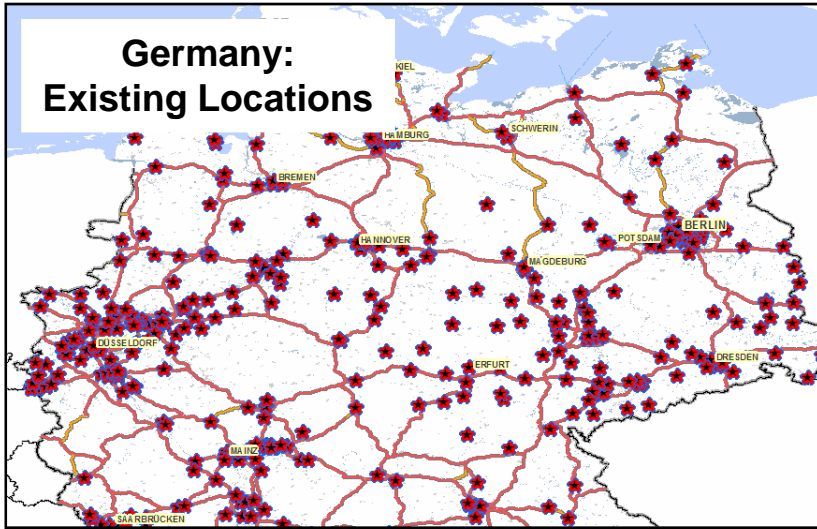 Germany:
Existing Locations
KIEL
HAMBURG
SCHWERIN
BREMEN
BERLIN
POTSDAM
HANNOVER
MAGDEBURG
DÜSSELDORF
ERFURT
DRESDEN
MAINZ
SAARBRÜCKEN